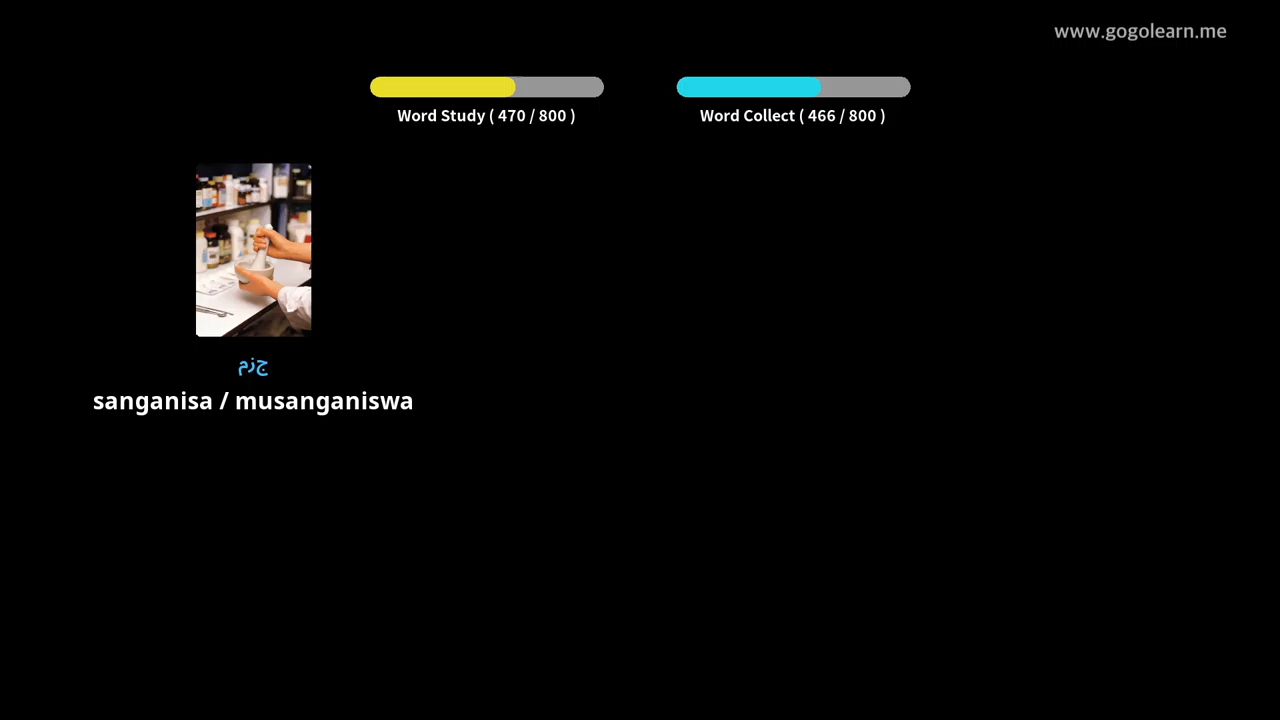 www.gogolearn.me
Word Study ( 470 / 800 )
Word Collect ( 466 / 800 )
جزم
sanganisa / musanganiswa